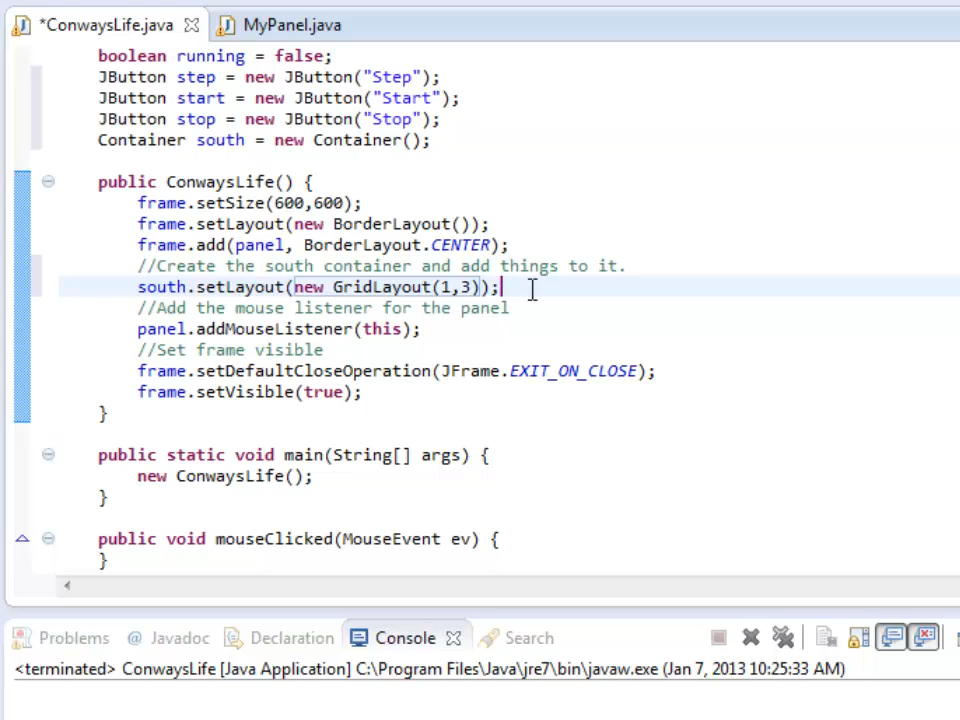 *ConwaysLife.java MyPanel.java
boolean running = false;
JButton step = new JButton("Step");
JButton start = new JButton("Start");
JButton stop = new JButton("Stop");
Container south = new Container();
public ConwaysLife() {
frame.setSize(600,600);
frame.setLayout(new BorderLayout());
frame.add(panel, BorderLayout.CENTER);
//Create the south container and add things to it.
south.setLayout(new GridLayout(1,3));
//Add the mouse listener for the panel
panel.addMouseListener(this);
//Set frame visible
frame.setDefaultCloseOperation(JFrame.EXIT_ON_CLOSE);
frame.setVisible(true);
}
public static void main(String[] args) {
new ConwaysLife();
}
public void mouseClicked(MouseEvent ev) {
}
Problems @ Javadoc Declaration Console Search
<terminated> ConwaysLife [Java Application] C:\Program Files\Java\jre7\bin\javaw.exe (Jan 7, 2013 10:25:33 AM)